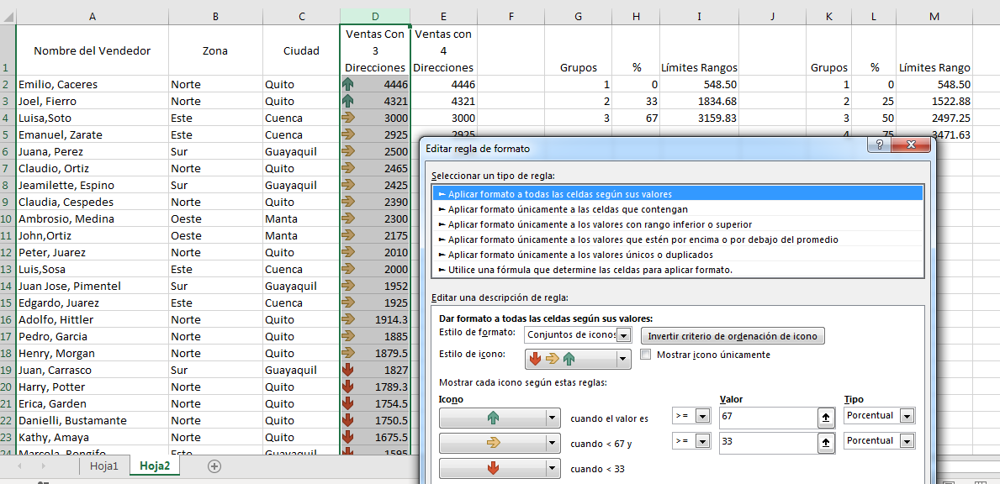 A B C D E F G H I J K L M
Ventas Con Ventas con
3 4
1 Nombre del Vendedor Zona Ciudad Direcciones Direcciones Grupos % Límites Rangos Grupos % Límites Rango
2 Emilio, Caceres Norte Quito 4446 4446 1 0 548.50 1 0 548.50
3 Joel, Fierro Norte Quito 4321 4321 2 33 1834.68 2 25 1522.88
4 Luisa,Soto Este Cuenca 3000 3000 3 67 3159.83 3 50 2497.25
5 Emanuel, Zarate Este Cuenca 2925 2925 4 75 3471.63
6 Juana, Perez Sur Guayaquil 2500
7 Claudio, Ortiz Norte Quito 2465
8 Jeamilette, Espino Sur Guayaquil 2425
9 Claudia, Cespedes Norte Quito 2390
10 Ambrosio, Medina Oeste Manta 2300
11 John,Ortiz Oeste Manta 2175
12 Peter, Juarez Norte Quito 2010
13 Luis,Sosa Este Cuenca 2000
14 Juan Jose, Pimentel Sur Guayaquil 1952
15 Edgardo, Juarez Este Cuenca 1925
16 Adolfo, Hittler Norte Quito 1914.3
17 Pedro, Garcia Norte Quito 1885
18 Henry, Morgan Norte Quito 1879.5
19 Juan, Carrasco Sur Guayaquil 1827
20 Harry, Potter Norte Quito 1789.3
21 Erica, Garden Norte Quito 1754.5
22 Danielli, Bustamante Norte Quito 1750.5
23 Kathy, Amaya Norte Quito 1675.5
24 Marcela, Rengifo Este Guayaquil 1595
Hoja1 Hoja2
Editar regla de formato
Seleccionar un tipo de regla:
► Aplicar formato a todas las celdas según sus valores
► Aplicar formato únicamente a las celdas que contengan
► Aplicar formato únicamente a los valores con rango inferior o superior
► Aplicar formato únicamente a los valores que estén por encima o por debajo del promedio
► Aplicar formato únicamente a los valores únicos o duplicados
► Utilice una fórmula que determine las celdas para aplicar formato.
Editar una descripción de regla:
Dar formato a todas las celdas según sus valores:
Estilo de formato: Conjuntos de iconos Invertir criterio de ordenación de icono
Estilo de icono: Mostrar icono únicamente
Mostrar cada icono según estas reglas:
Icono Valor Tipo
cuando el valor es >= 67 Porcentual
cuando < 67 y >= 33 Porcentual
cuando < 33